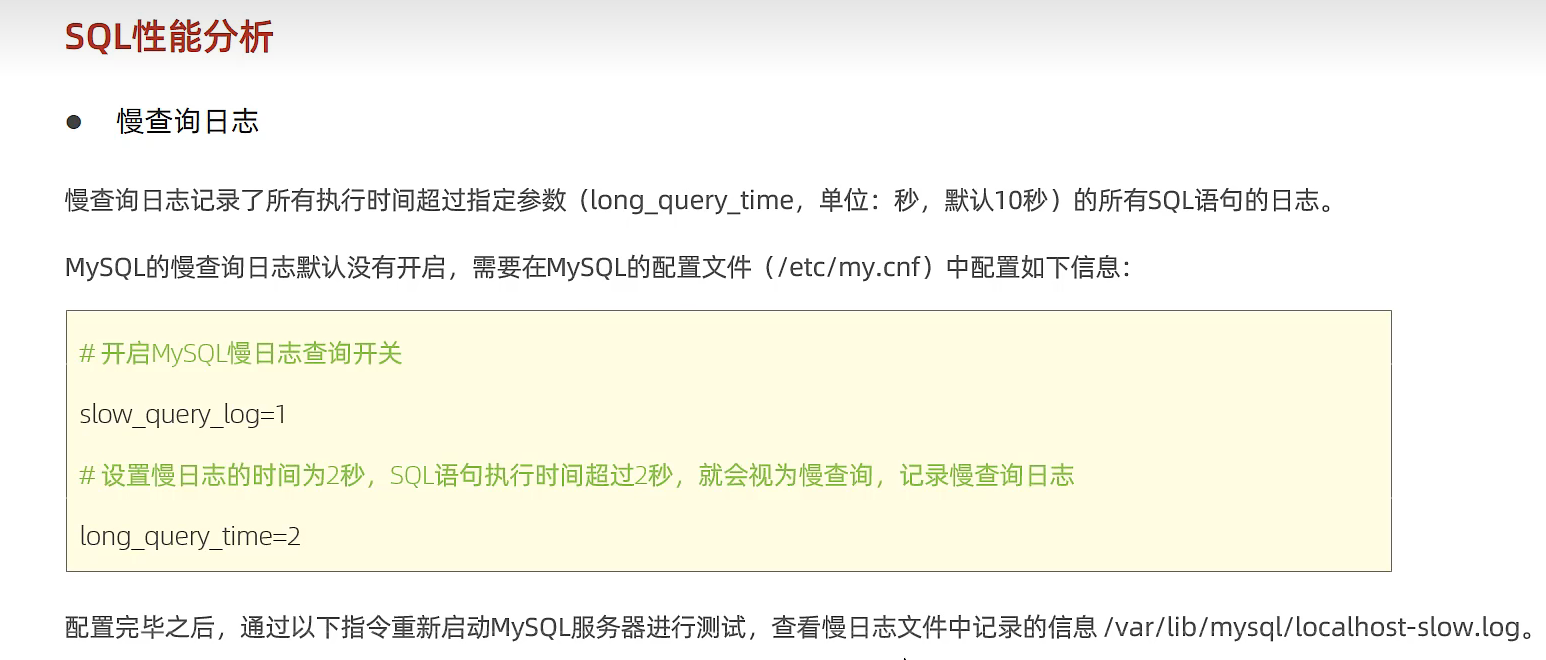 SQL性能分析
慢查询日志
慢查询日志记录了所有执行时间超过指定参数（long_query_time，单位：秒，默认10秒）的所有SQL语句的日志。
MySQL的慢查询日志默认没有开启，需要在MySQL的配置文件（/etc/my.cnf）中配置如下信息：
# 开启MySQL慢日志查询开关
slow_query_log=1
# 设置慢日志的时间为2秒，SQL语句执行时间超过2秒，就会视为慢查询，记录慢查询日志
long_query_time=2
配置完毕之后，通过以下指令重新启动MySQL服务器进行测试，查看慢日志文件中记录的信息 /var/lib/mysql/localhost-slow.log。